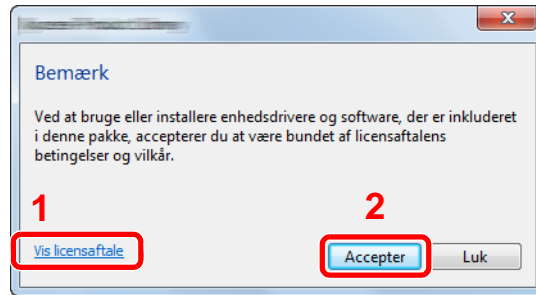 Bemærk
Ved at bruge eller installere enhedsdrivere og software, der er inkluderet
i denne pakke, accepterer du at være bundet af licensaftalens
betingelser og vilkår.
1
2
Vis licensaftale
Accepter
Luk